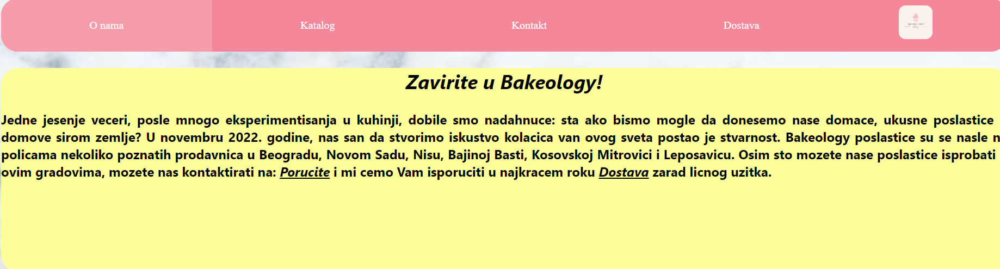 O nama
Katalog
Kontakt
Dostava
Zavirite u Bakeology!
Jedne jesenje veceri, posle mnogo eksperimentisanja u kuhinji, dobile smo nadahnuce: sta ako bismo mogle da donesemo nase domace, ukusne poslastice
domove sirom zemlje? U novembru 2022. godine, nas san da stvorimo iskustvo kolacica van ovog sveta postao je stvarnost. Bakeology poslastice su se nasle
policama nekoliko poznatih prodavnica u Beogradu, Novom Sadu, Nisu, Bajinoj Basti, Kosovskoj Mitrovici i Leposavicu. Osim sto mozete nase poslastice isprobati
ovim gradovima, mozete nas kontaktirati na: Porucite i mi cemo Vam isporuciti u najkracem roku Dostava zarad licnog uzitka.